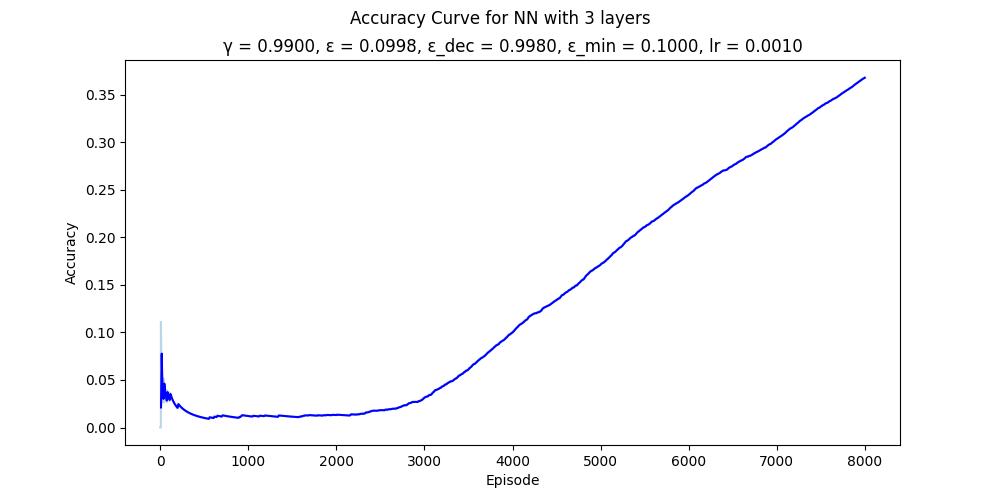 Accuracy Curve for NN with 3 layers
γ = 0.9900, ε = 0.0998, ε_dec = 0.9980, ε_min = 0.1000, lr = 0.0010
Accuracy
0.35
0.30
0.25
0.20
0.15
0.10
0.05
0.00
0 1000 2000 3000 4000 5000 6000 7000 8000
Episode